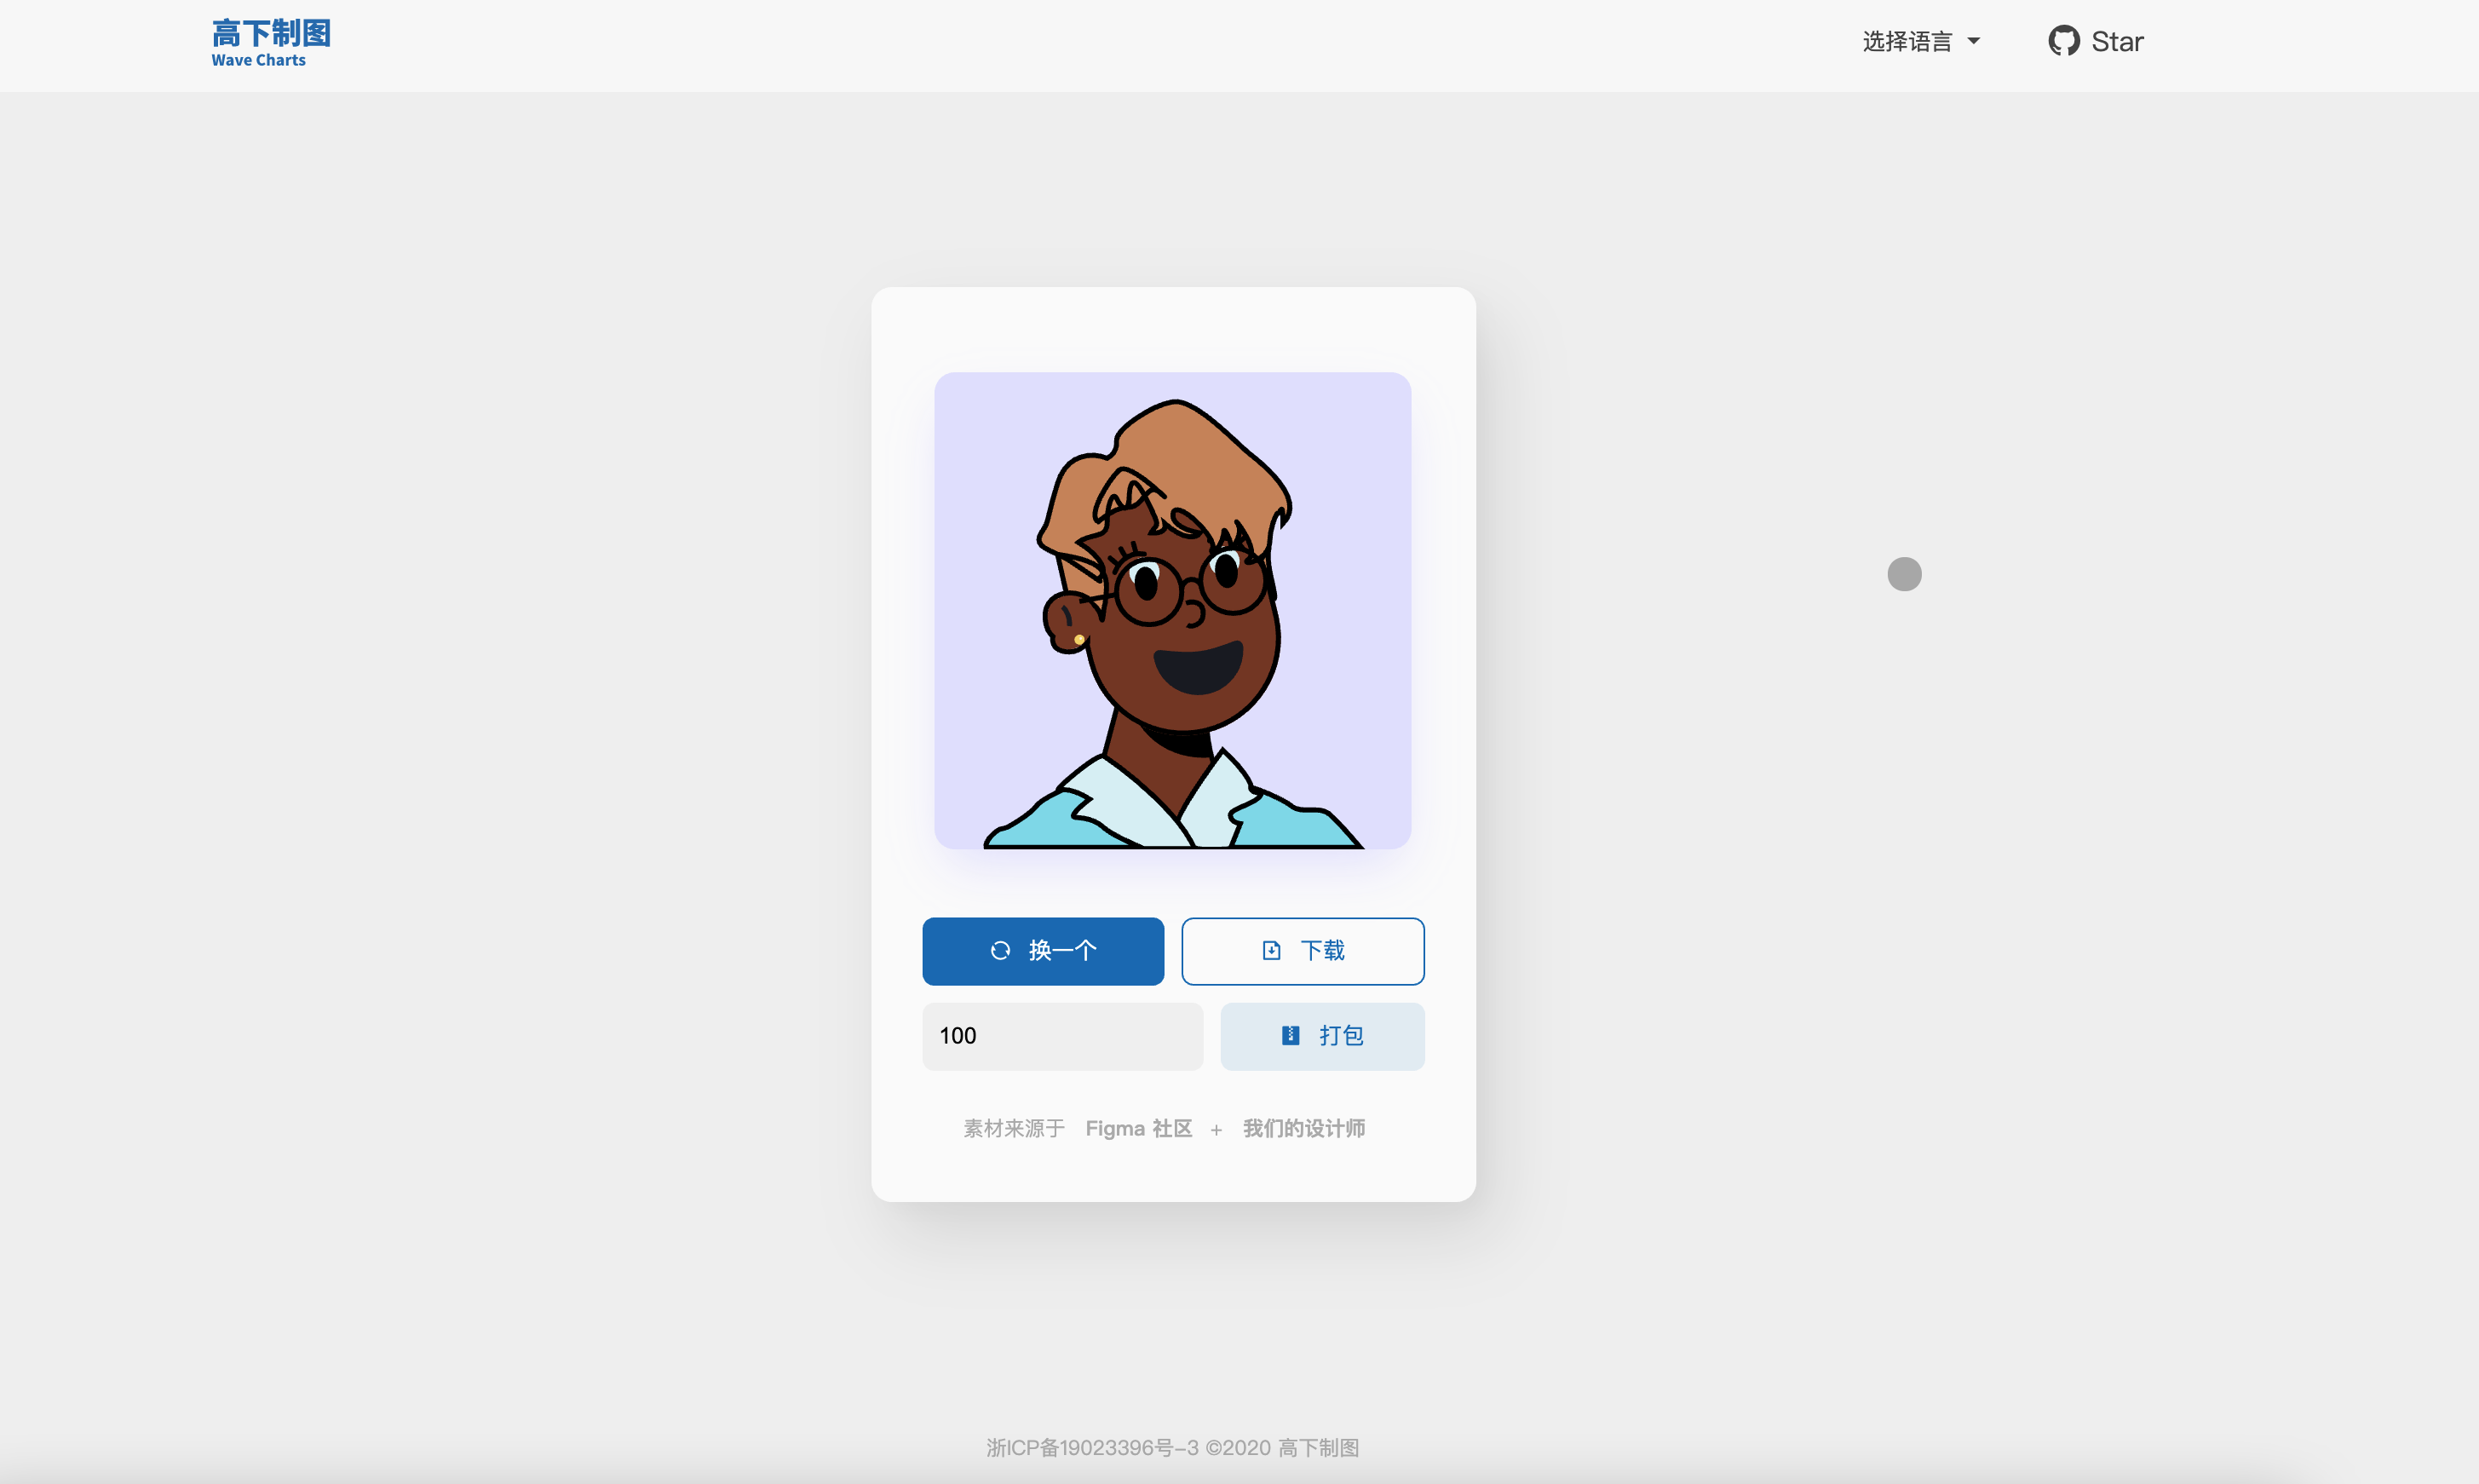 高下制图
Wave Charts
选择语言
Star
换一个
下载
100
打包
素材来源于 Figma 社区 + 我们的设计师
浙ICP备19023396号-3 ©2020 高下制图